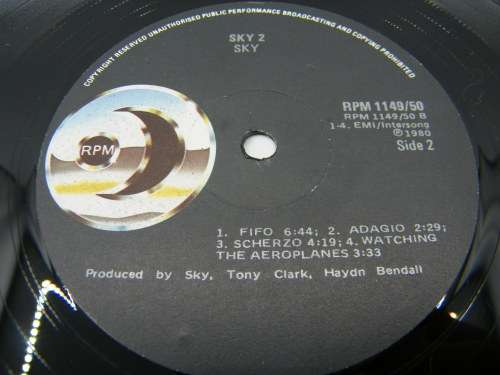 COPYRIGHT RESERVED UNAUTHORISED PUBLIC PERFORMANCE BROADCASTING AND COPYING PROHIBITED
SKY 2
SKY
RPM
RPM 1149/50
RPM 1149/50 B
1-4. EMI/Intersong
℗1980
Side 2
1. FIFO 6:44; 2. ADAGIO 2:29;
3. SCHERZO 4:19; 4. WATCHING
THE AEROPLANES 3:33
Produced by Sky, Tony Clark, Haydn Bendall